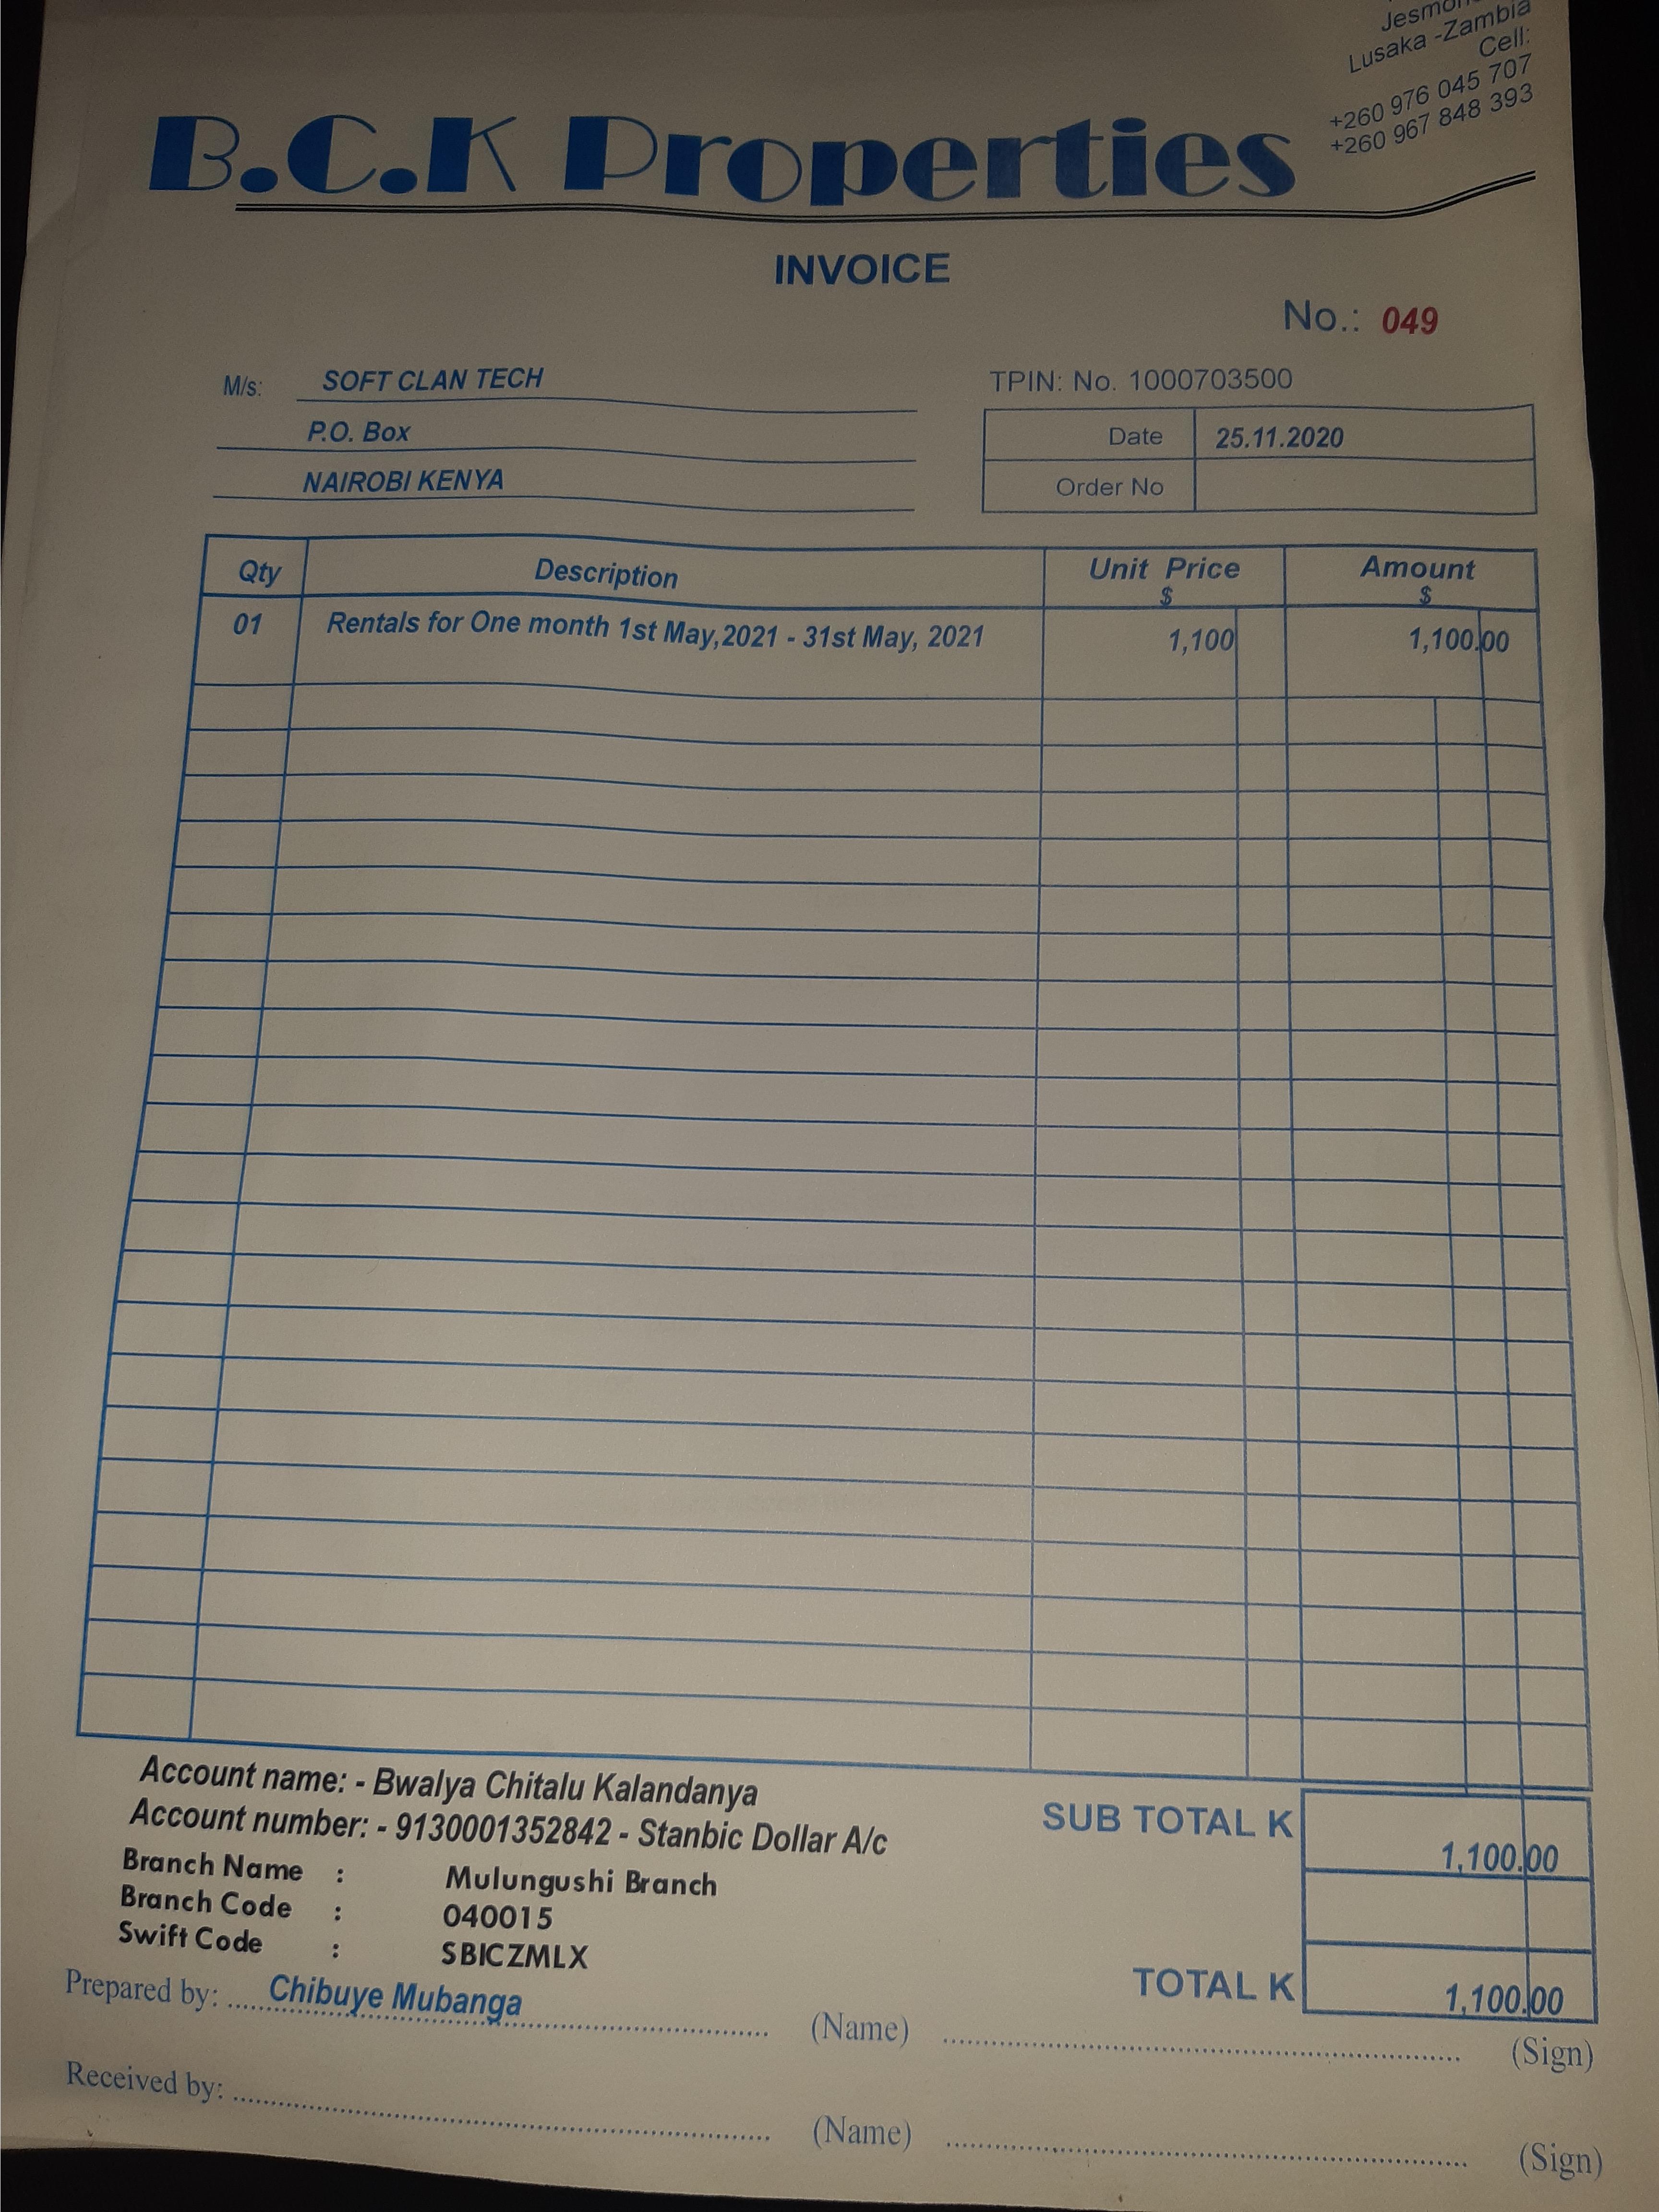 Lusaka -Zambia
Cell:
+260 976 045 707
+260 967 848 393
B.C.K Properties
INVOICE
No.: 049
M/s: SOFT CLAN TECH
P.O. Box
NAIROBI KENYA
TPIN: No. 1000703500
Date 25.11.2020
Order No
Qty Description Unit Price $ Amount $
01 Rentals for One month 1st May,2021 - 31st May, 2021 1,100 1,100.00
Account name: - Bwalya Chitalu Kalandanya
Account number: - 9130001352842 - Stanbic Dollar A/c
Branch Name : Mulungushi Branch
Branch Code : 040015
Swift Code : SBICZMLX
SUB TOTAL K 1,100.00
TOTAL K 1,100.00
Prepared by: Chibuye Mubanga (Name) (Sign)
Received by: (Name) (Sign)